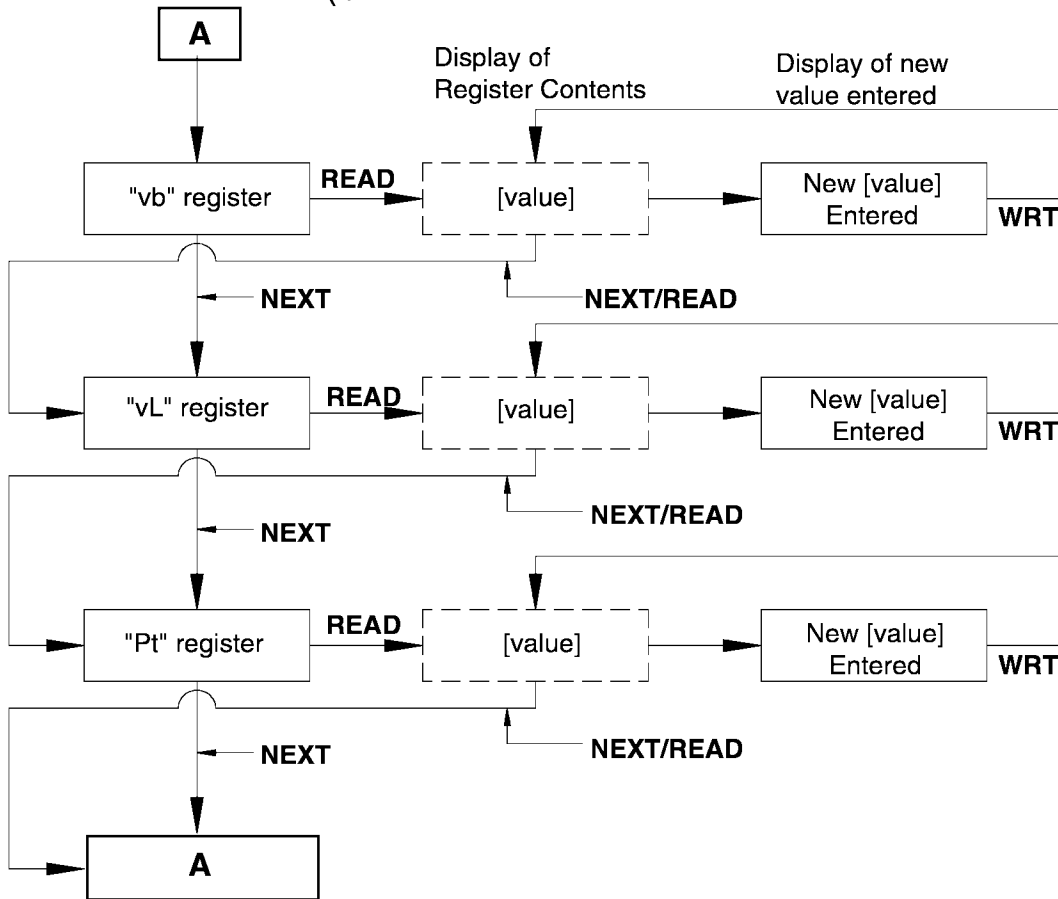 (
A
Display of
Register Contents
Display of new
value entered
"vb" register
READ
[value]
New [value]
Entered
WRT
NEXT
NEXT/READ
"vL" register
READ
[value]
New [value]
Entered
WRT
NEXT
NEXT/READ
"Pt" register
READ
[value]
New [value]
Entered
WRT
NEXT
NEXT/READ
A